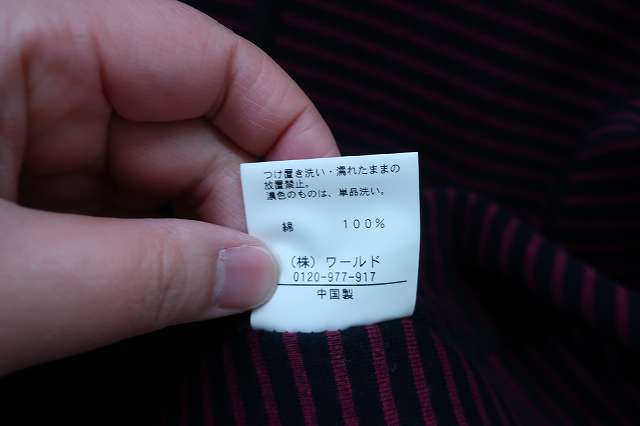 つけ置き洗い・濡れたままの
放置禁止。
濃色のものは、単品洗い。
綿 100%
(株)ワールド
0120-977-917
中国製